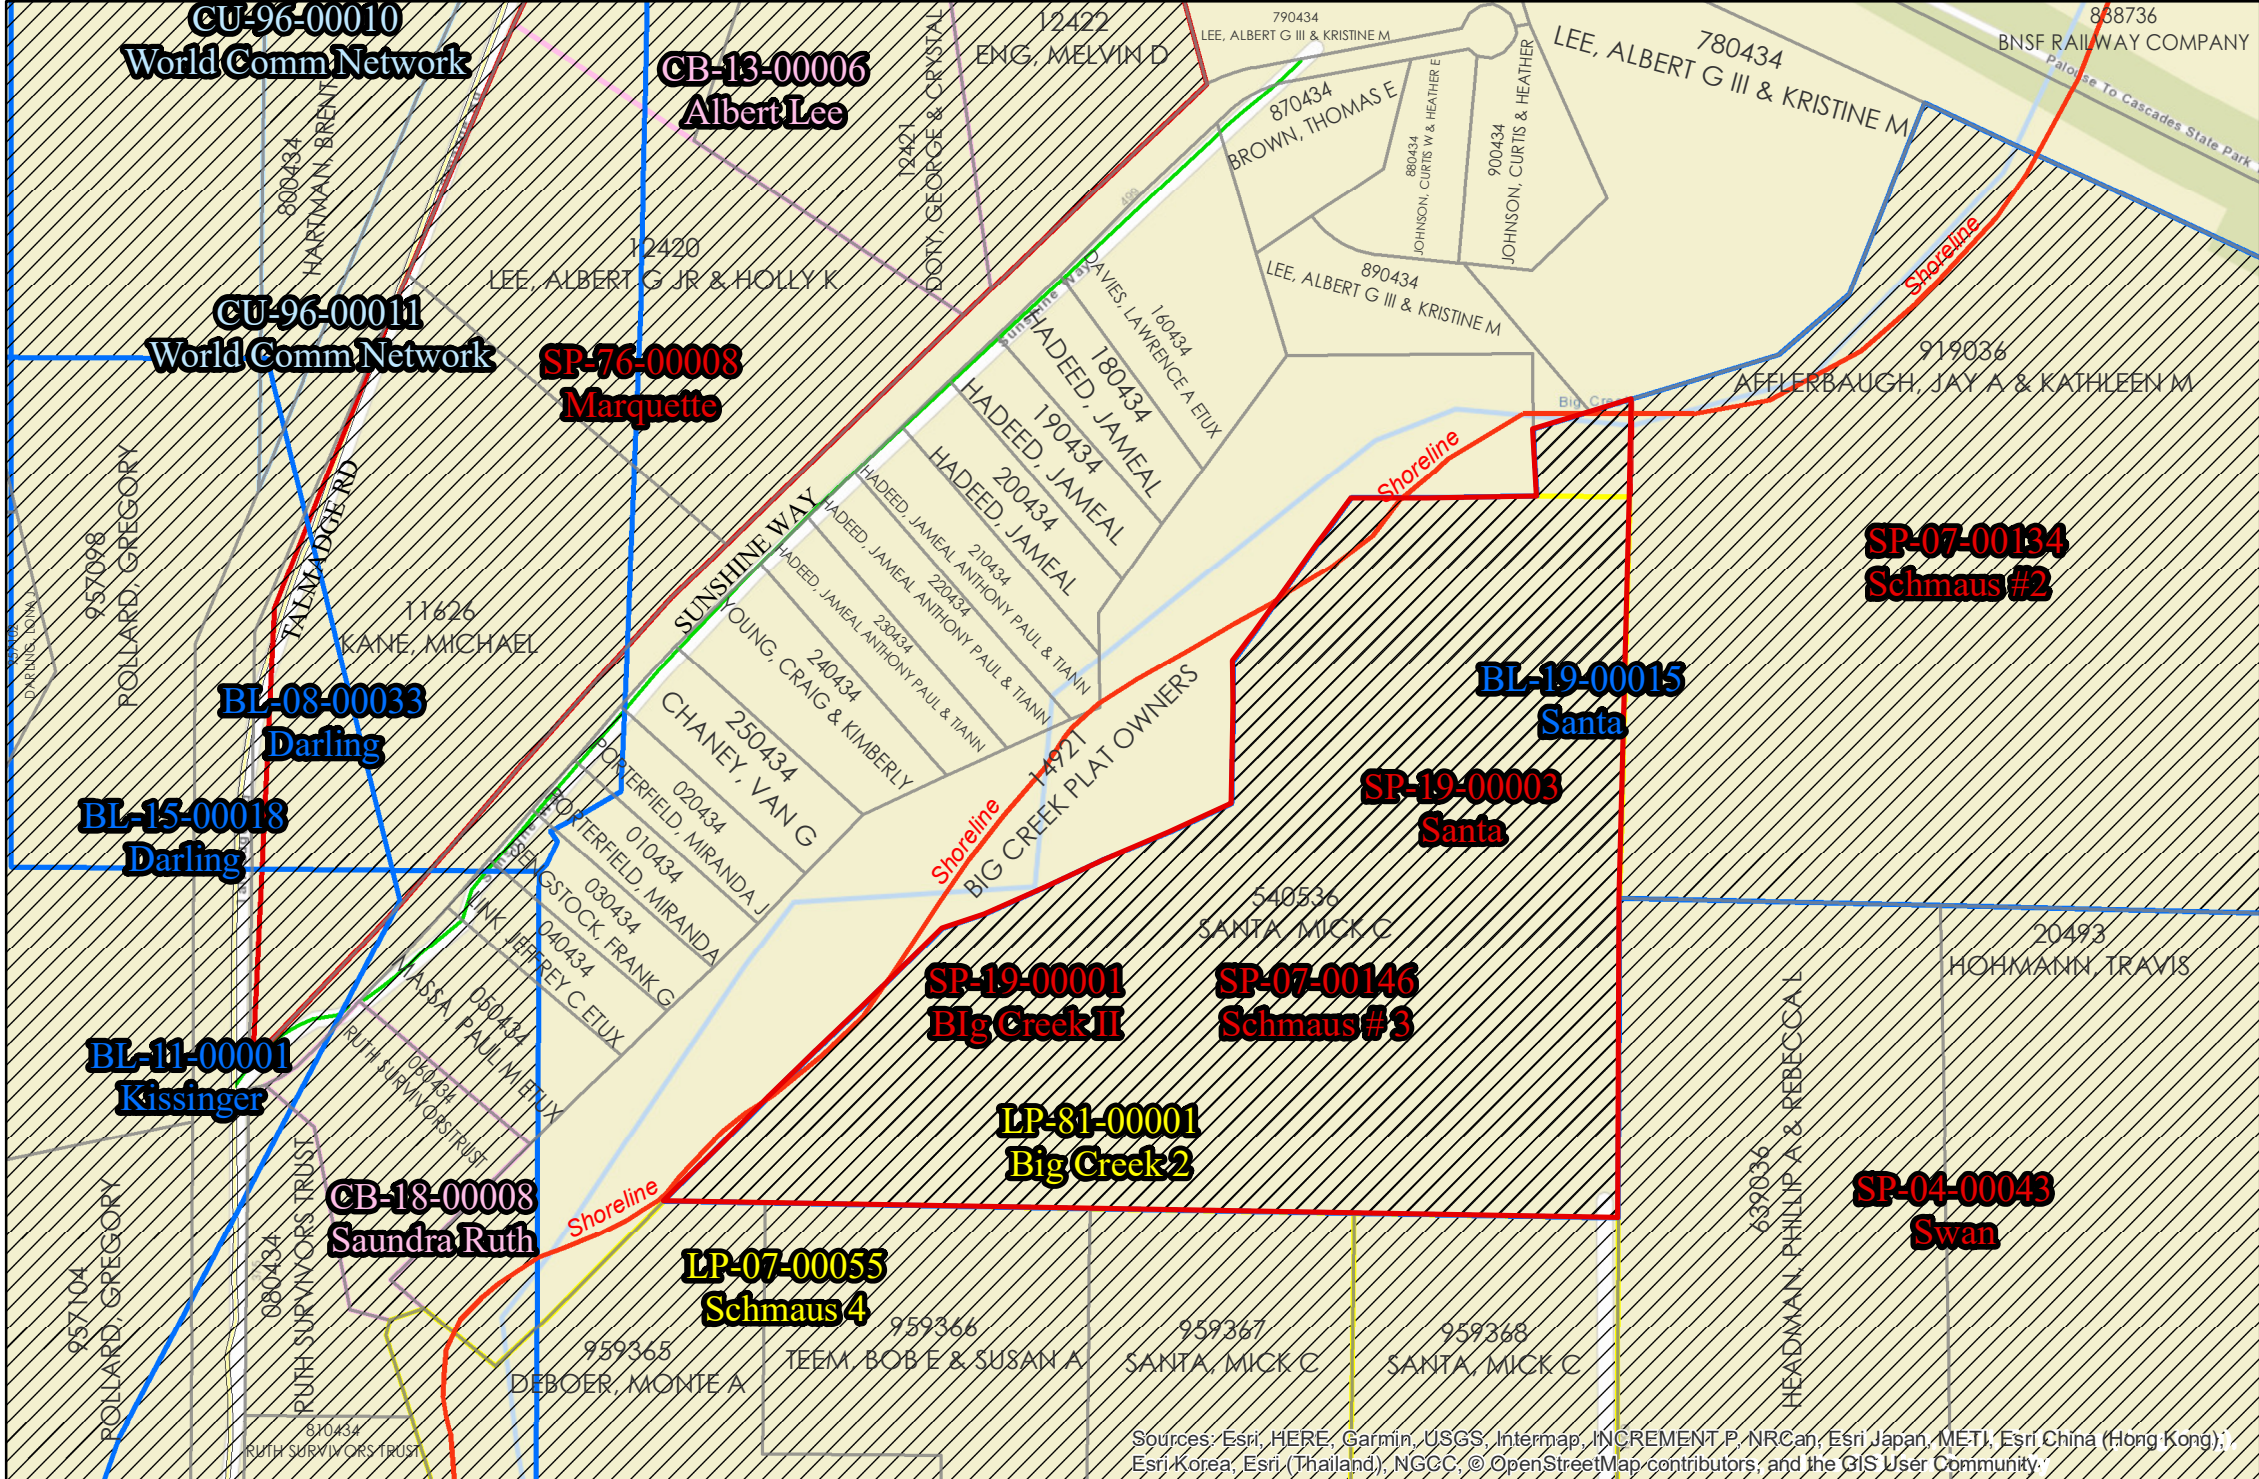 CU-96-00010
World Comm Network
CB-13-00006
Albert Lee
12422
ENG, MELVIN D
790434
LEE, ALBERT G III & KRISTINE M
780434
LEE, ALBERT G III & KRISTINE M
838736
BNSF RAILWAY COMPANY
Palouse To Cascades State Park
800434
HARTMAN, BRENT
12421
DOTY, GEORGE & CRYSTAL
870434
BROWN, THOMAS E
880434
JOHNSON, CURTIS W & HEATHER E
900434
JOHNSON, CURTIS & HEATHER
499
12420
LEE, ALBERT G JR & HOLLY K
890434
LEE, ALBERT G III & KRISTINE M
Shoreline
CU-96-00011
World Comm Network
SP-76-00008
Marquette
Sunshine Way
160434
DAVIES, LAWRENCE A ETUX
180434
HADEED, JAMEAL
190434
HADEED, JAMEAL
200434
HADEED, JAMEAL
919036
AFFLERBAUGH, JAY A & KATHLEEN M
Big Creek
Shoreline
957098
POLLARD, GREGORY
TALMADGE RD
SUNSHINE WAY
210434
HADEED, JAMEAL ANTHONY PAUL & TIANN
220434
HADEED, JAMEAL ANTHONY PAUL & TIANN
230434
HADEED, JAMEAL ANTHONY PAUL & TIANN
SP-07-00134
Schmaus #2
DARLING, LONA
11626
KANE, MICHAEL
240434
YOUNG, CRAIG & KIMBERLY
BL-19-00015
Santa
BL-08-00033
Darling
250434
CHANEY, VAN G
14921
BIG CREEK PLAT OWNERS
SP-19-00003
Santa
BL-15-00018
Darling
020434
PORTERFIELD, MIRANDA J
010434
PORTERFIELD, MIRANDA
Shoreline
030434
SENGSTOCK, FRANK G
040434
LINK, JEFFREY C ETUX
540536
SANTA, MICK C
20493
HOHMANN, TRAVIS
SP-19-00001
BIg Creek II
SP-07-00146
Schmaus # 3
050434
MASSA, PAUL M ETUX
BL-11-00001
Kissinger
060434
RUTH SURVIVORS TRUST
LP-81-00001
Big Creek 2
639036
HEADMAN, PHILLIP A & REBECCA L
SP-04-00043
Swan
CB-18-00008
Saundra Ruth
Shoreline
080434
RUTH SURVIVORS TRUST
LP-07-00055
Schmaus 4
957104
POLLARD, GREGORY
959365
DEBOER, MONTE A
959366
TEEM, BOB E & SUSAN A
959367
SANTA, MICK C
959368
SANTA, MICK C
810434
RUTH SURVIVORS TRUST
Sources: Esri, HERE, Garmin, USGS, Intermap, INCREMENT P, NRCan, Esri Japan, METI, Esri China (Hong Kong),
Esri Korea, Esri (Thailand), NGCC, © OpenStreetMap contributors, and the GIS User Community